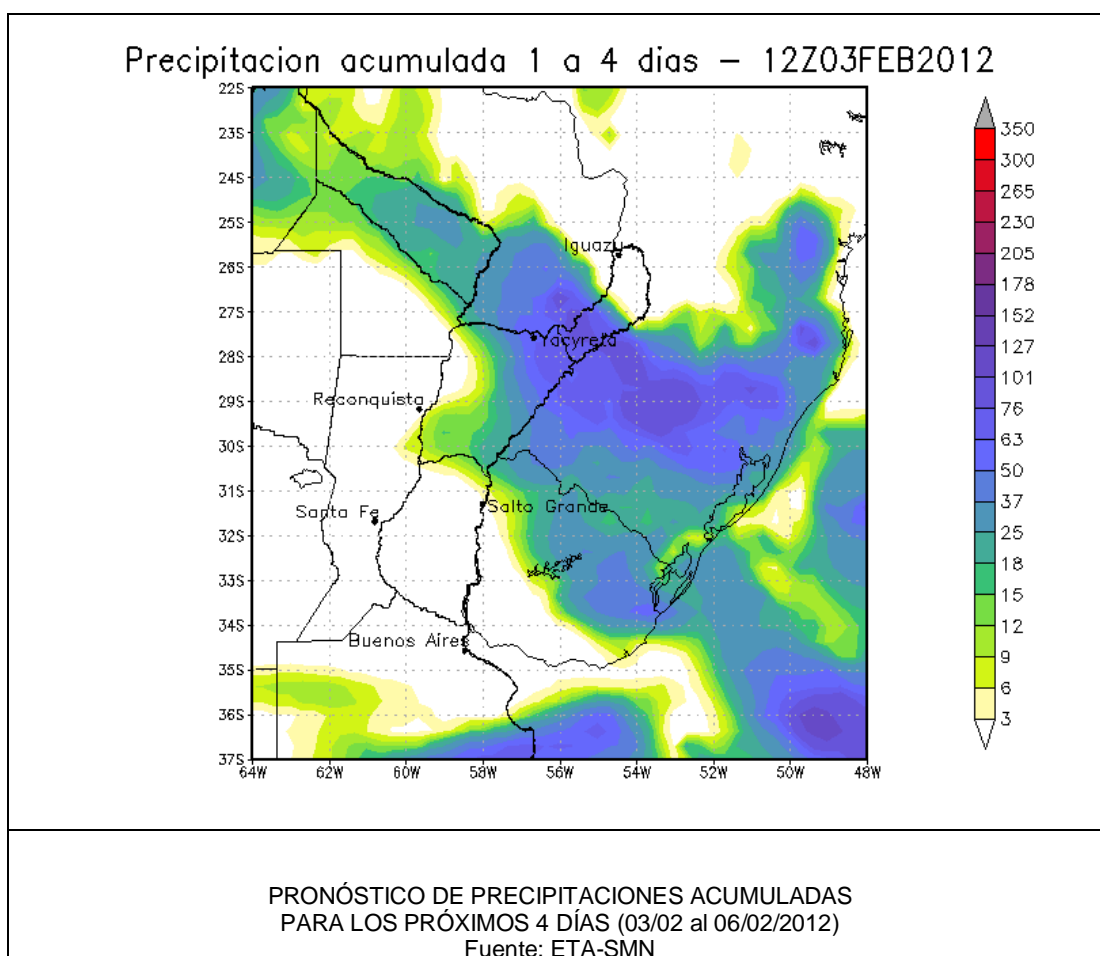 Precipitacion acumulada 1 a 4 dias – 12Z03FEB2012
22S
23S
24S
25S
26S
27S
28S
29S
30S
31S
32S
33S
34S
35S
36S
37S
64W 62W 60W 58W 56W 54W 52W 50W 48W
Iguazu
Yacyreta
Reconquista
Salto Grande
Santa Fe
Buenos Aires
350
300
265
230
205
178
152
127
101
76
63
50
37
25
18
15
12
9
6
3
PRONÓSTICO DE PRECIPITACIONES ACUMULADAS
PARA LOS PRÓXIMOS 4 DÍAS (03/02 al 06/02/2012)
Fuente: ETA-SMN